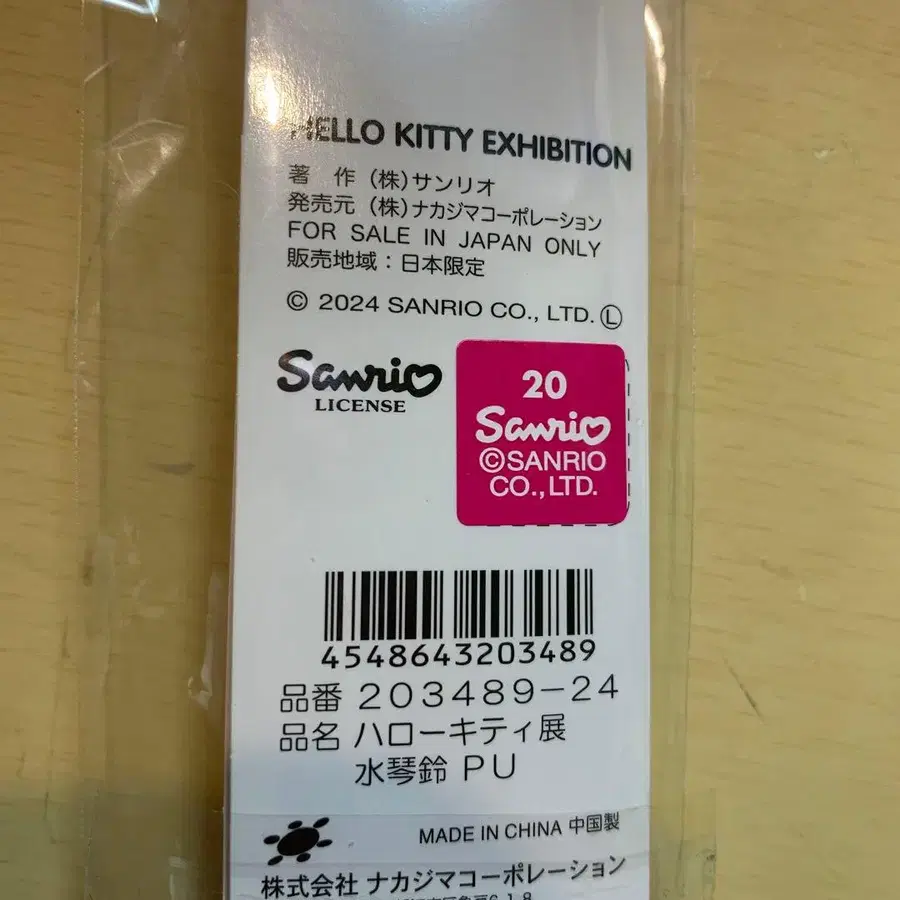 HELLO KITTY EXHIBITION
著 作 (株)サンリオ
発売元 (株)ナカジマコーポレーション
FOR SALE IN JAPAN ONLY
販売地域:日本限定
© 2024 SANRIO CO., LTD. Ⓛ
Sanrio
LICENSE
20
Sanrio
©SANRIO
CO.,LTD.
4548643203489
品番 203489-24
品名 ハローキティ展
水琴鈴 PU
MADE IN CHINA 中国製
株式会社 ナカジマコーポレーション